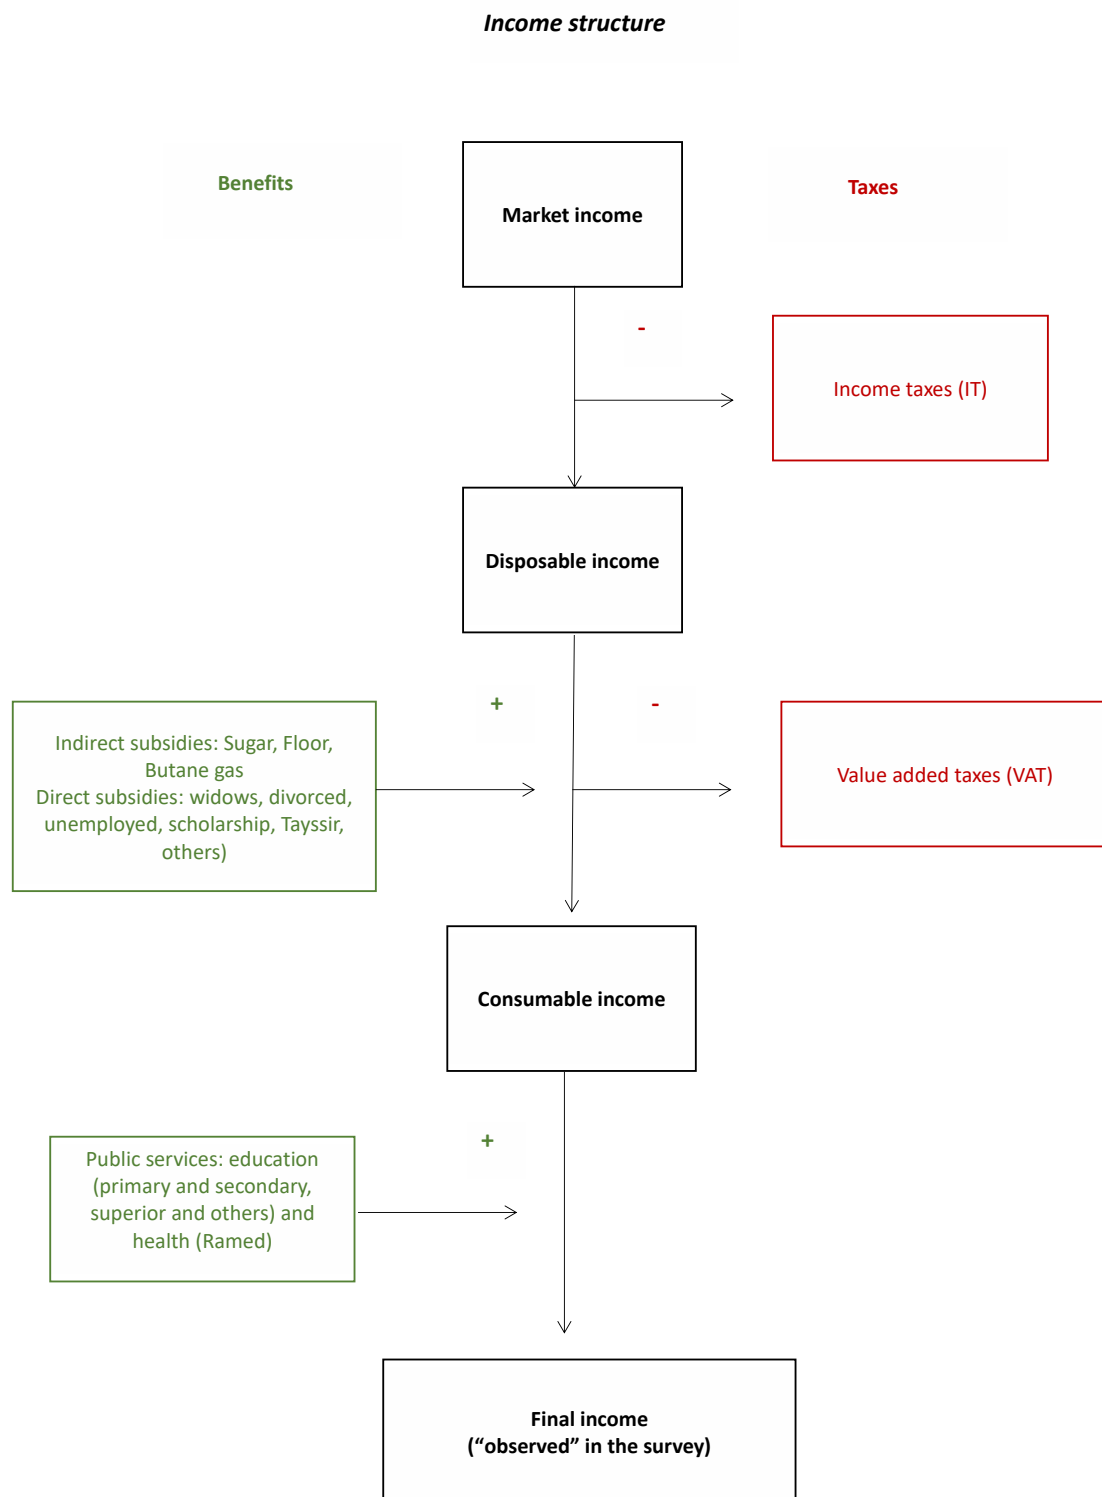 Income structure
Benefits
Market income
Taxes
-
Income taxes (IT)
Disposable income
+
-
Indirect subsidies: Sugar, Floor,
Butane gas
Direct subsidies: widows, divorced,
unemployed, scholarship, Tayssir,
others)
Value added taxes (VAT)
Consumable income
+
Public services: education
(primary and secondary,
superior and others) and
health (Ramed)
Final income
(“observed” in the survey)